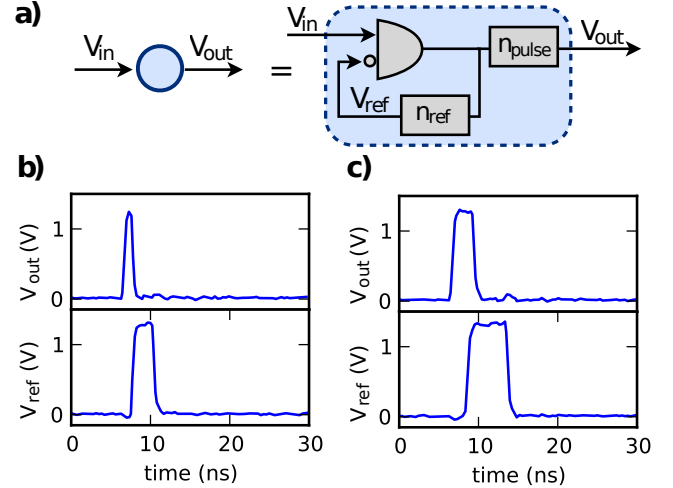 a)
V_in V_out = V_in n_pulse V_out
V_ref n_ref
b) c)
V_out (V) 1 0
V_out (V) 1 0
V_ref (V) 1 0
V_ref (V) 1 0
0 10 20 30
0 10 20 30
time (ns)
time (ns)